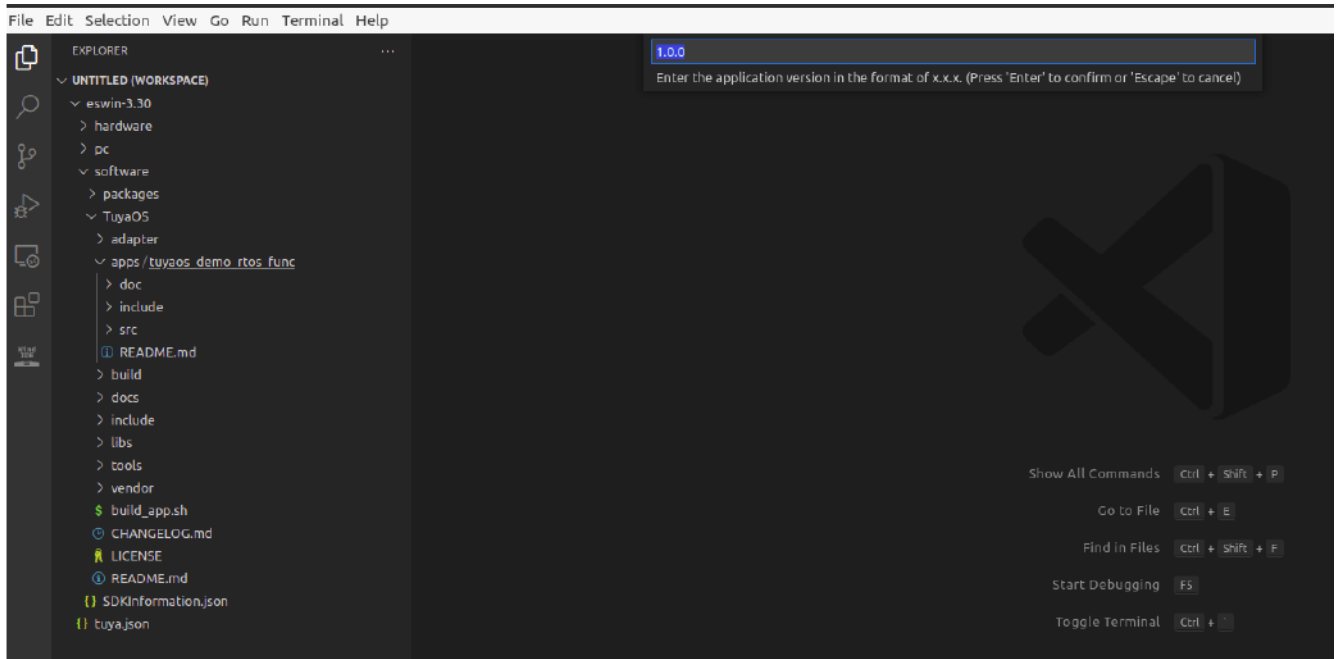 File Edit Selection View Go Run Terminal Help
EXPLORER ...
1.0.0
Enter the application version in the format of x.x.x. (Press 'Enter' to confirm or 'Escape' to cancel)
UNTITLED (WORKSPACE)
eswin-3.30
hardware
pc
software
packages
TuyaOS
adapter
apps/tuyaos_demo_rtos_func
doc
include
src
README.md
build
docs
include
libs
tools
vendor
$ build_app.sh
CHANGELOG.md
LICENSE
README.md
{} SDKInformation.json
{} tuya.json
Show All Commands Ctrl + Shift + P
Go to File Ctrl + E
Find in Files Ctrl + Shift + F
Start Debugging F5
Toggle Terminal Ctrl + `